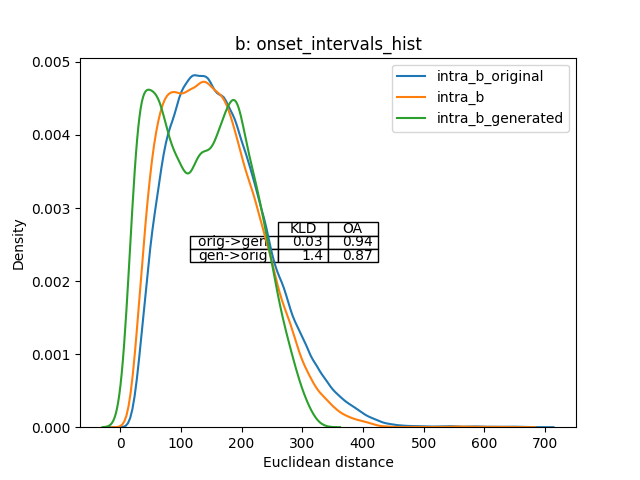 b: onset_intervals_hist
intra_b_original
intra_b
intra_b_generated
KLD OA
orig->gen 0.03 0.94
gen->orig 1.4 0.87
Density
0.005
0.004
0.003
0.002
0.001
0.000
0 100 200 300 400 500 600 700
Euclidean distance